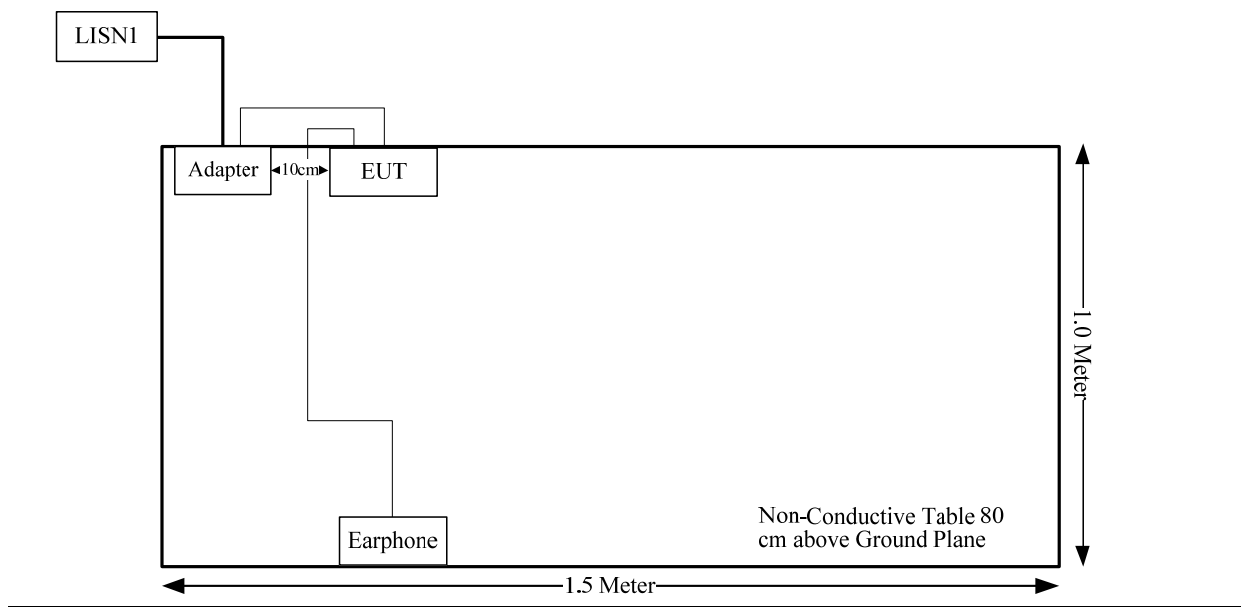 LISN1
Adapter
10cm
EUT
1.0 Meter
Earphone
Non-Conductive Table 80
cm above Ground Plane
1.5 Meter